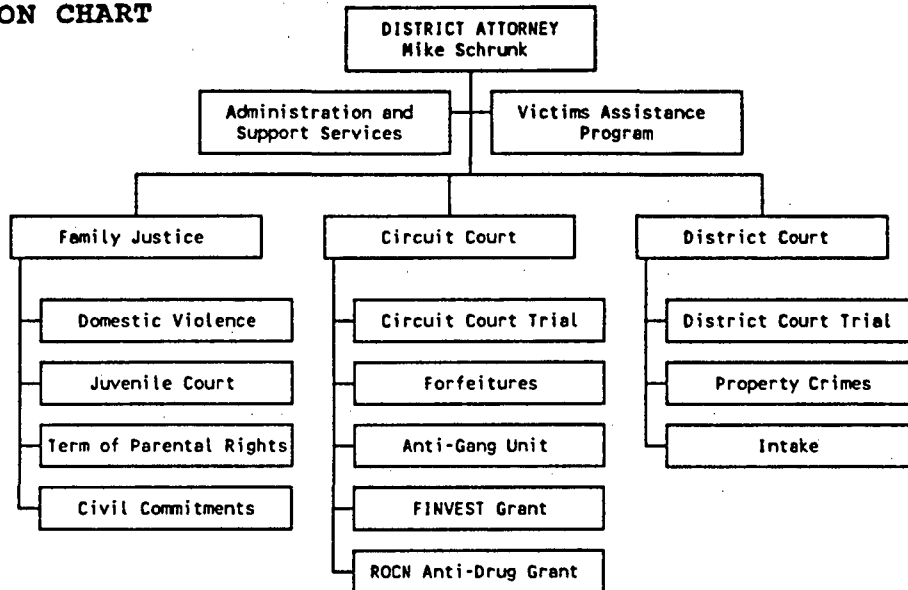 ON CHART
DISTRICT ATTORNEY
Mike Schrunk
Administration and
Support Services
Victims Assistance
Program
Family Justice
Domestic Violence
Juvenile Court
Term of Parental Rights
Civil Commitments
Circuit Court
Circuit Court Trial
Forfeitures
Anti-Gang Unit
FINVEST Grant
ROCN Anti-Drug Grant
District Court
District Court Trial
Property Crimes
Intake